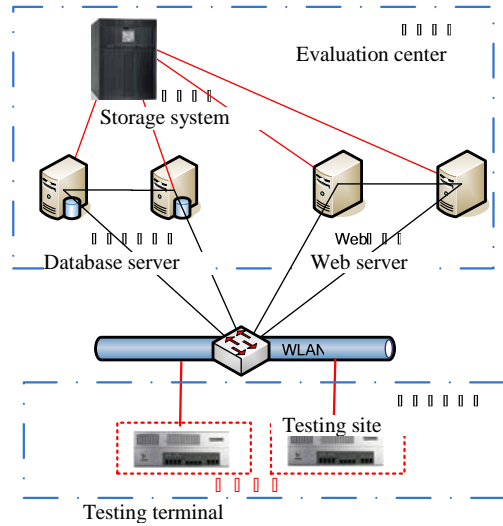 Evaluation center
Storage system
Database server
Web
Web server
WLAN
Testing site
Testing terminal